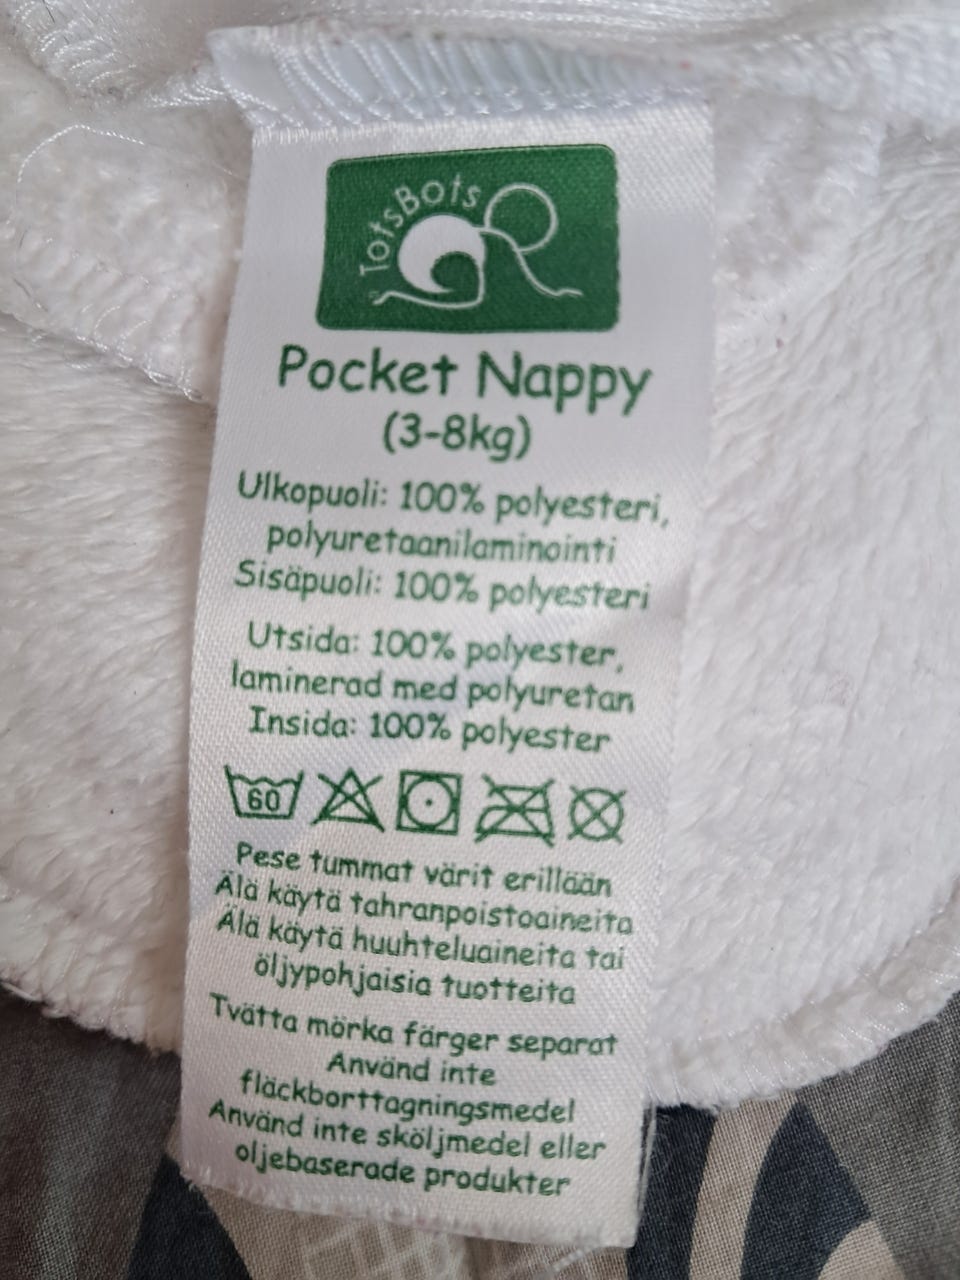 TotsBots
Pocket Nappy
(3-8kg)
Ulkopuoli: 100% polyesteri,
polyuretaanilaminointi
Sisäpuoli: 100% polyesteri
Utsida: 100% polyester,
laminerad med polyuretan
Insida: 100% polyester
60
Pese tummat värit erillään
Älä käytä tahranpoistoaineita
Älä käytä huuhteluaineita tai
öljypohjaisia tuotteita
Tvätta mörka färger separat
Använd inte
fläckborttagningsmedel
Använd inte sköljmedel eller
oljebaserade produkter